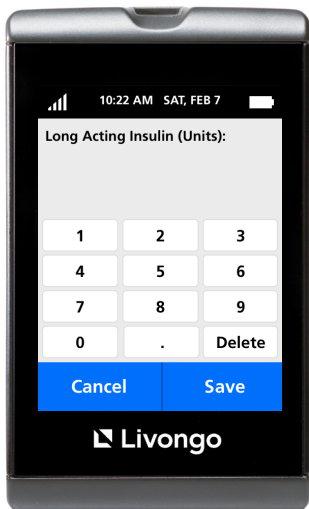 10:22 AM SAT, FEB 7
Long Acting Insulin (Units):
1 2 3
4 5 6
7 8 9
0 . Delete
Cancel Save
Livongo